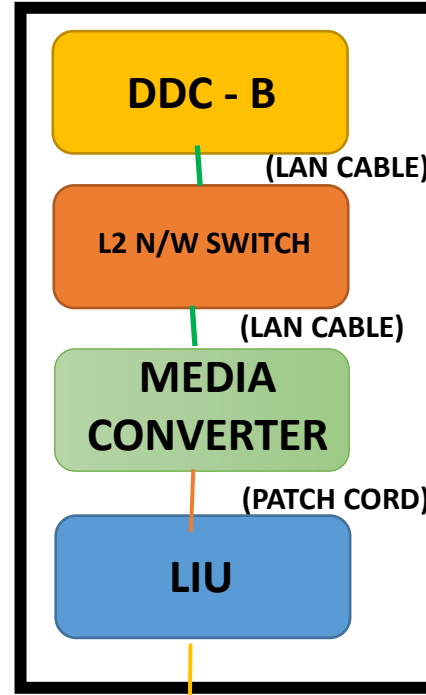 DDC - B
(LAN CABLE)
L2 N/W SWITCH
(LAN CABLE)
MEDIA
CONVERTER
(PATCH CORD)
LIU